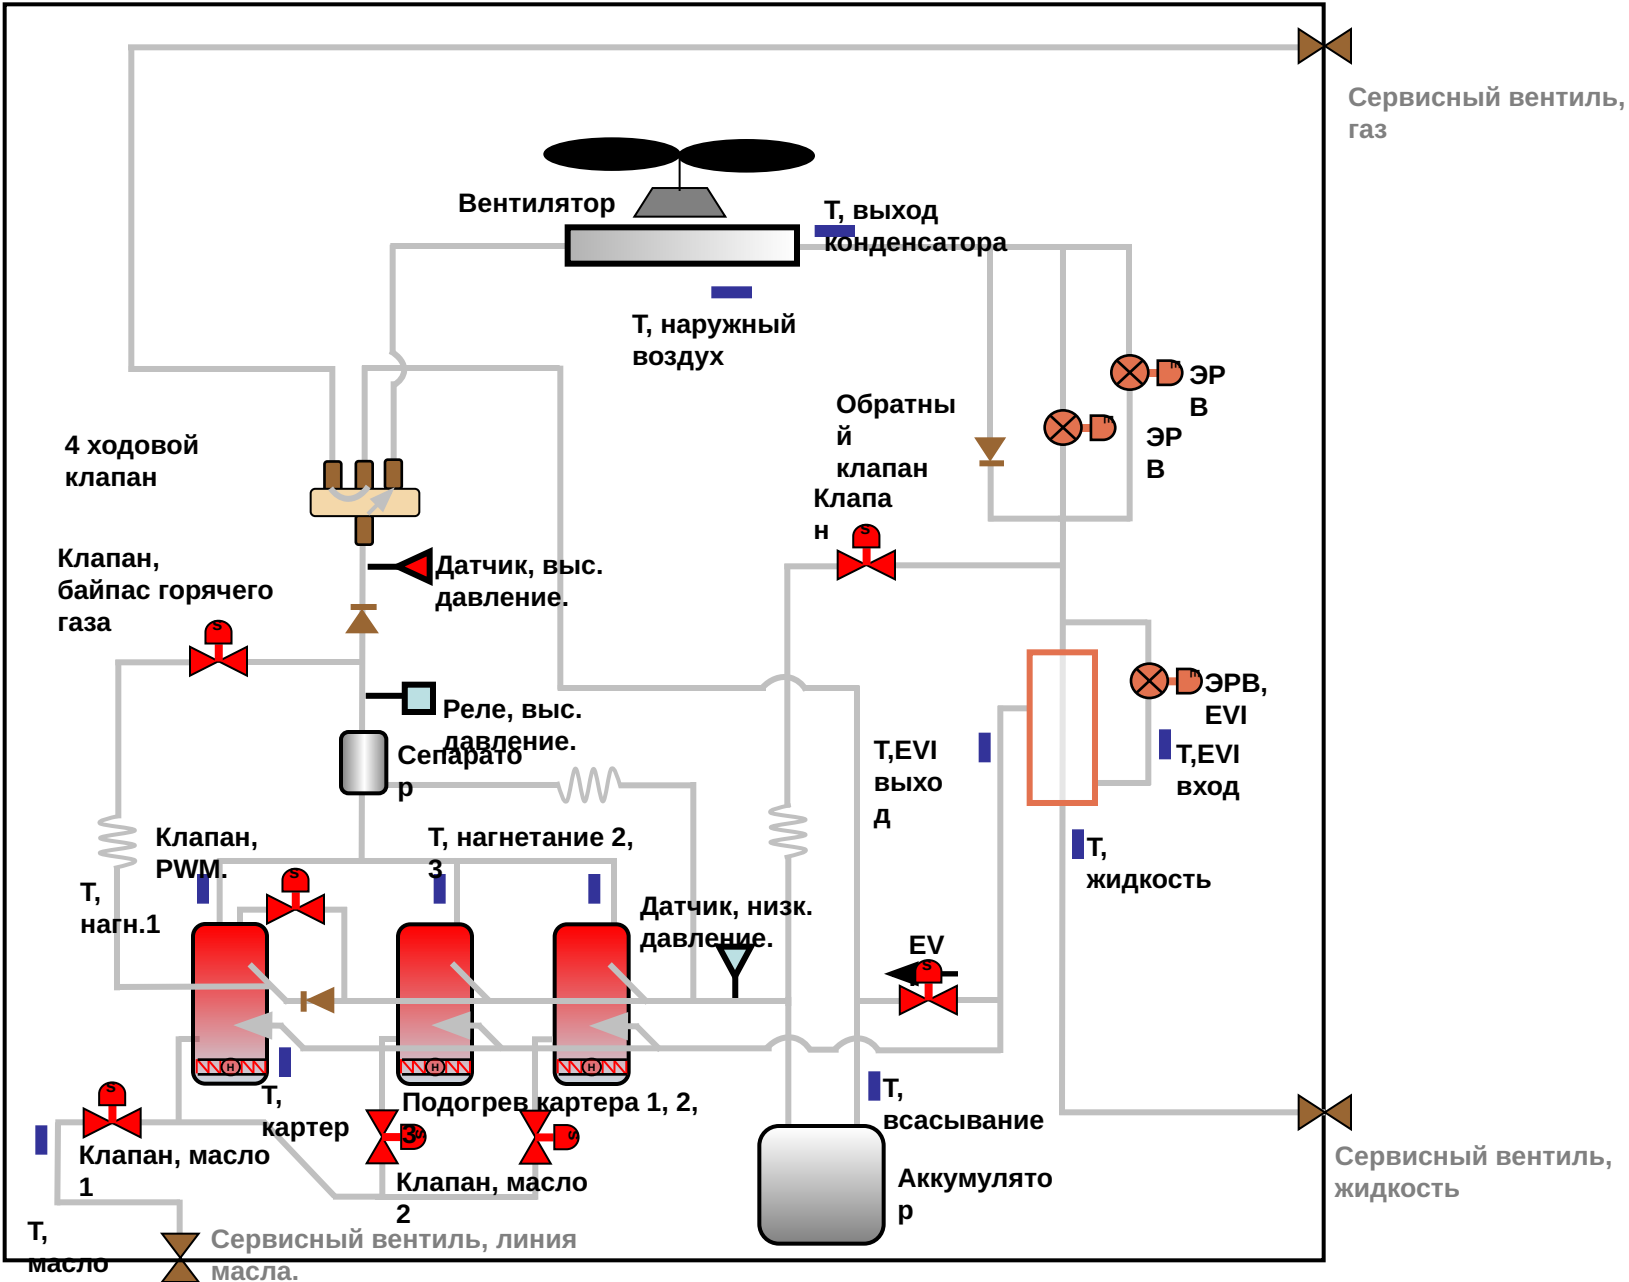 Сервисный вентиль,
газ
Вентилятор
Т, выход
конденсатора
Т, наружный
воздух
ЭР
В
ЭР
В
Обратны
й
клапан
4 ходовой
клапан
Клапа
н
S
Клапан,
байпас горячего
газа
S
Датчик, выс.
давление.
Реле, выс.
давление.
Сепарато
р
ЭРВ,
EVI
Т,EVI
выхо
д
Т,EVI
вход
Клапан,
PWM.
S
Т, нагнетание 2,
3
Т,
жидкость
Т,
нагн.1
Датчик, низк.
давление.
EV
S
H
H
H
Т,
картер
Подогрев картера 1, 2,
3
S
S
Т,
всасывание
S
Клапан, масло
1
Клапан, масло
2
Аккумулято
р
Сервисный вентиль,
жидкость
Т,
масло
Сервисный вентиль, линия
масла.